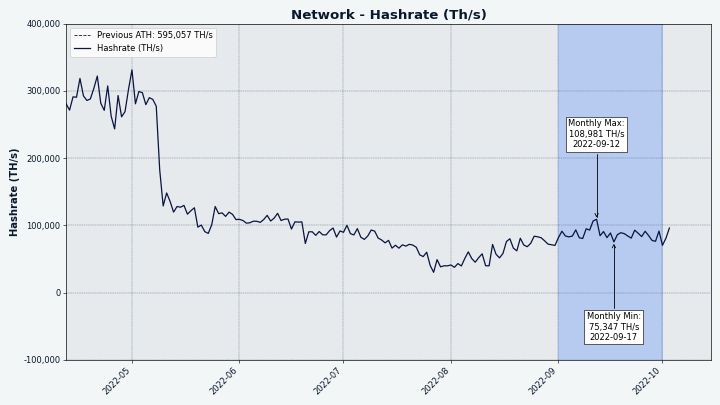 Network - Hashrate (Th/s)
Previous ATH: 595,057 TH/s
Hashrate (TH/s)
Hashrate (TH/s)
400,000
300,000
200,000
100,000
0
-100,000
Monthly Max:
108,981 TH/s
2022-09-12
Monthly Min:
75,347 TH/s
2022-09-17
2022-05
2022-06
2022-07
2022-08
2022-09
2022-10